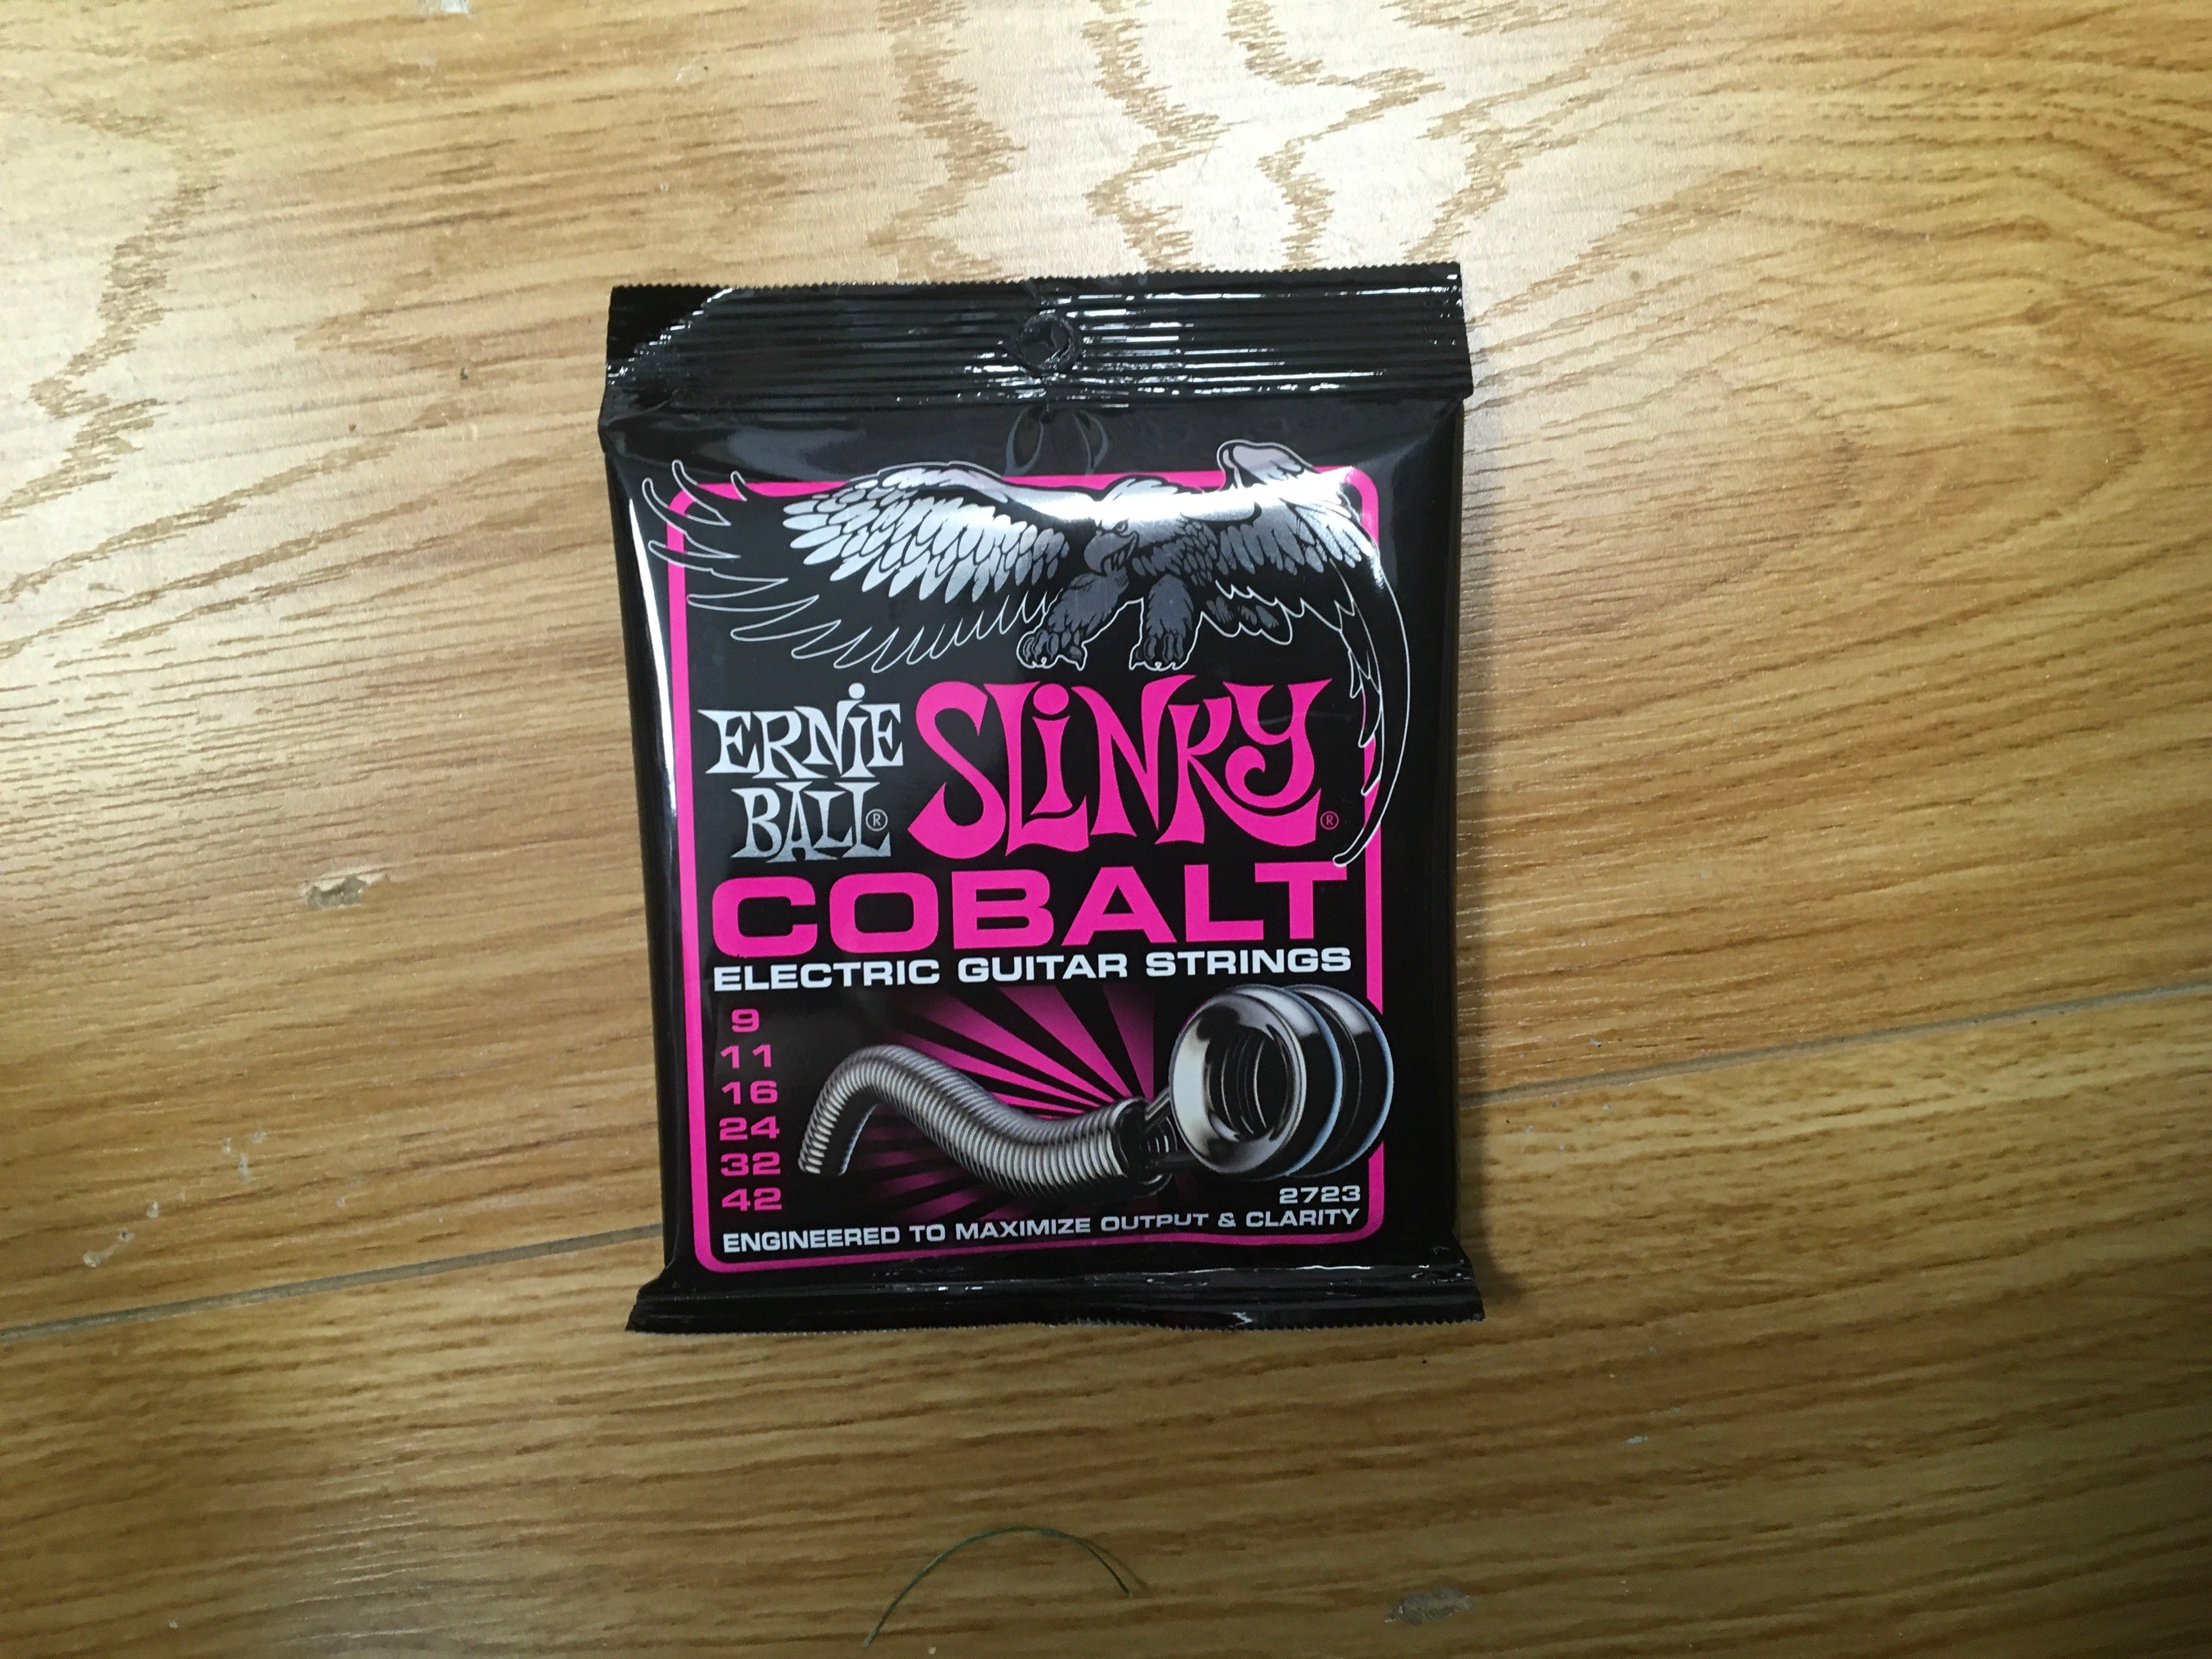 ERNIE
BALL®
SLINKY®
COBALT
ELECTRIC GUITAR STRINGS
9
11
16
24
32
42
2723
ENGINEERED TO MAXIMIZE OUTPUT & CLARITY